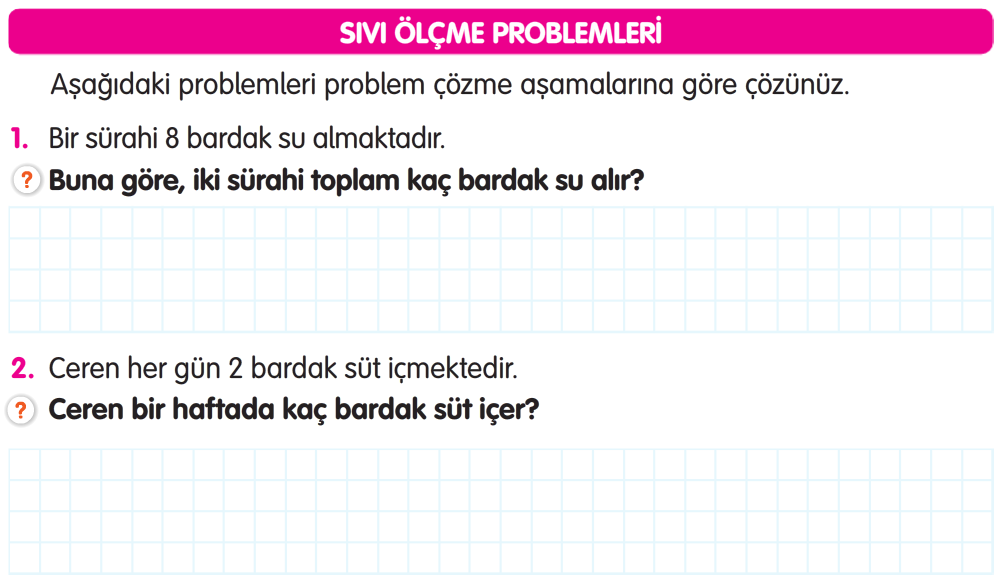 SIVI ÖLÇME PROBLEMLERİ
Aşağıdaki problemleri problem çözme aşamalarına göre çözünüz.
1. Bir sürahi 8 bardak su almaktadır.
? Buna göre, iki sürahi toplam kaç bardak su alır?
2. Ceren her gün 2 bardak süt içmektedir.
? Ceren bir haftada kaç bardak süt içer?